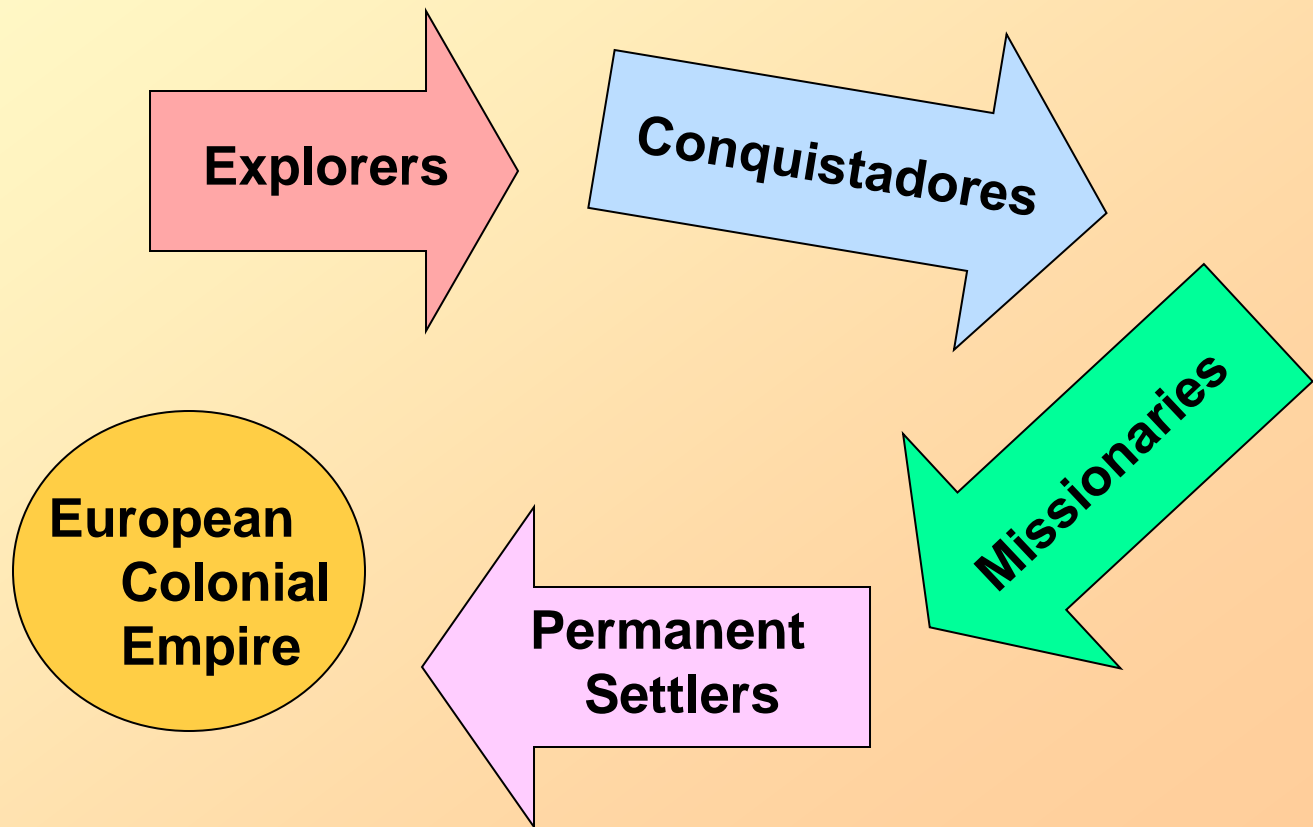 Explorers
Conquistadores
Missionaries
Permanent
Settlers
European
Colonial
Empire